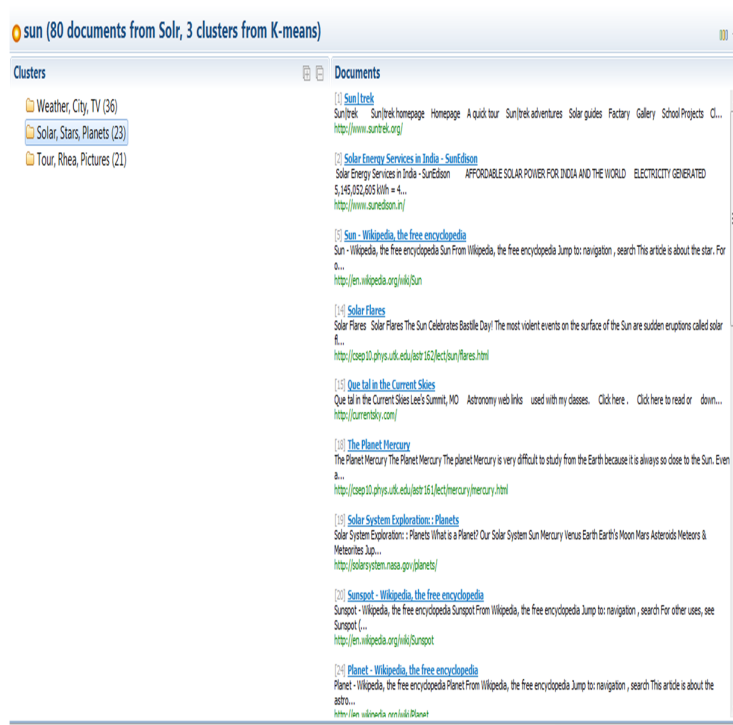 sun (80 documents from Solr, 3 clusters from K-means)
Clusters
Weather, City, TV (36)
Solar, Stars, Planets (23)
Tour, Rhea, Pictures (21)
Documents
[1] Sun|trek
Sun|trek Sun|trek homepage Homepage A quick tour Sun|trek adventures Solar guides Factary Gallery School Projects Cl...
http://www.suntrek.org/
[2] Solar Energy Services in India - SunEdison
Solar Energy Services in India - SunEdison AFFORDABLE SOLAR POWER FOR INDIA AND THE WORLD ELECTRICITY GENERATED
5,145,052,605 kWh = 4...
http://www.sunedison.in/
[5] Sun - Wikipedia, the free encyclopedia
Sun - Wikipedia, the free encyclopedia Sun From Wikipedia, the free encyclopedia Jump to: navigation , search This article is about the star. For
o...
http://en.wikipedia.org/wiki/Sun
[14] Solar Flares
Solar Flares Solar Flares The Sun Celebrates Bastille Day! The most violent events on the surface of the Sun are sudden eruptions called solar
fl...
http://csep10.phys.utk.edu/astr162/lect/sun/flares.html
[15] Que tal in the Current Skies
Que tal in the Current Skies Lee's Summit, MO Astronomy web links used with my classes. Click here . Click here to read or down...
http://currentsky.com/
[18] The Planet Mercury
The Planet Mercury The Planet Mercury The planet Mercury is very difficult to study from the Earth because it is always so close to the Sun. Even
a...
http://csep10.phys.utk.edu/astr161/lect/mercury/mercury.html
[19] Solar System Exploration: : Planets
Solar System Exploration: : Planets What is a Planet? Our Solar System Sun Mercury Venus Earth Earth's Moon Mars Asteroids Meteors &
Meteorites Jup...
http://solarsystem.nasa.gov/planets/
[20] Sunspot - Wikipedia, the free encyclopedia
Sunspot - Wikipedia, the free encyclopedia Sunspot From Wikipedia, the free encyclopedia Jump to: navigation , search For other uses, see
Sunspot (...
http://en.wikipedia.org/wiki/Sunspot
[24] Planet - Wikipedia, the free encyclopedia
Planet - Wikipedia, the free encyclopedia Planet From Wikipedia, the free encyclopedia Jump to: navigation , search This article is about the
astro...
http://en.wikipedia.org/wiki/Planet